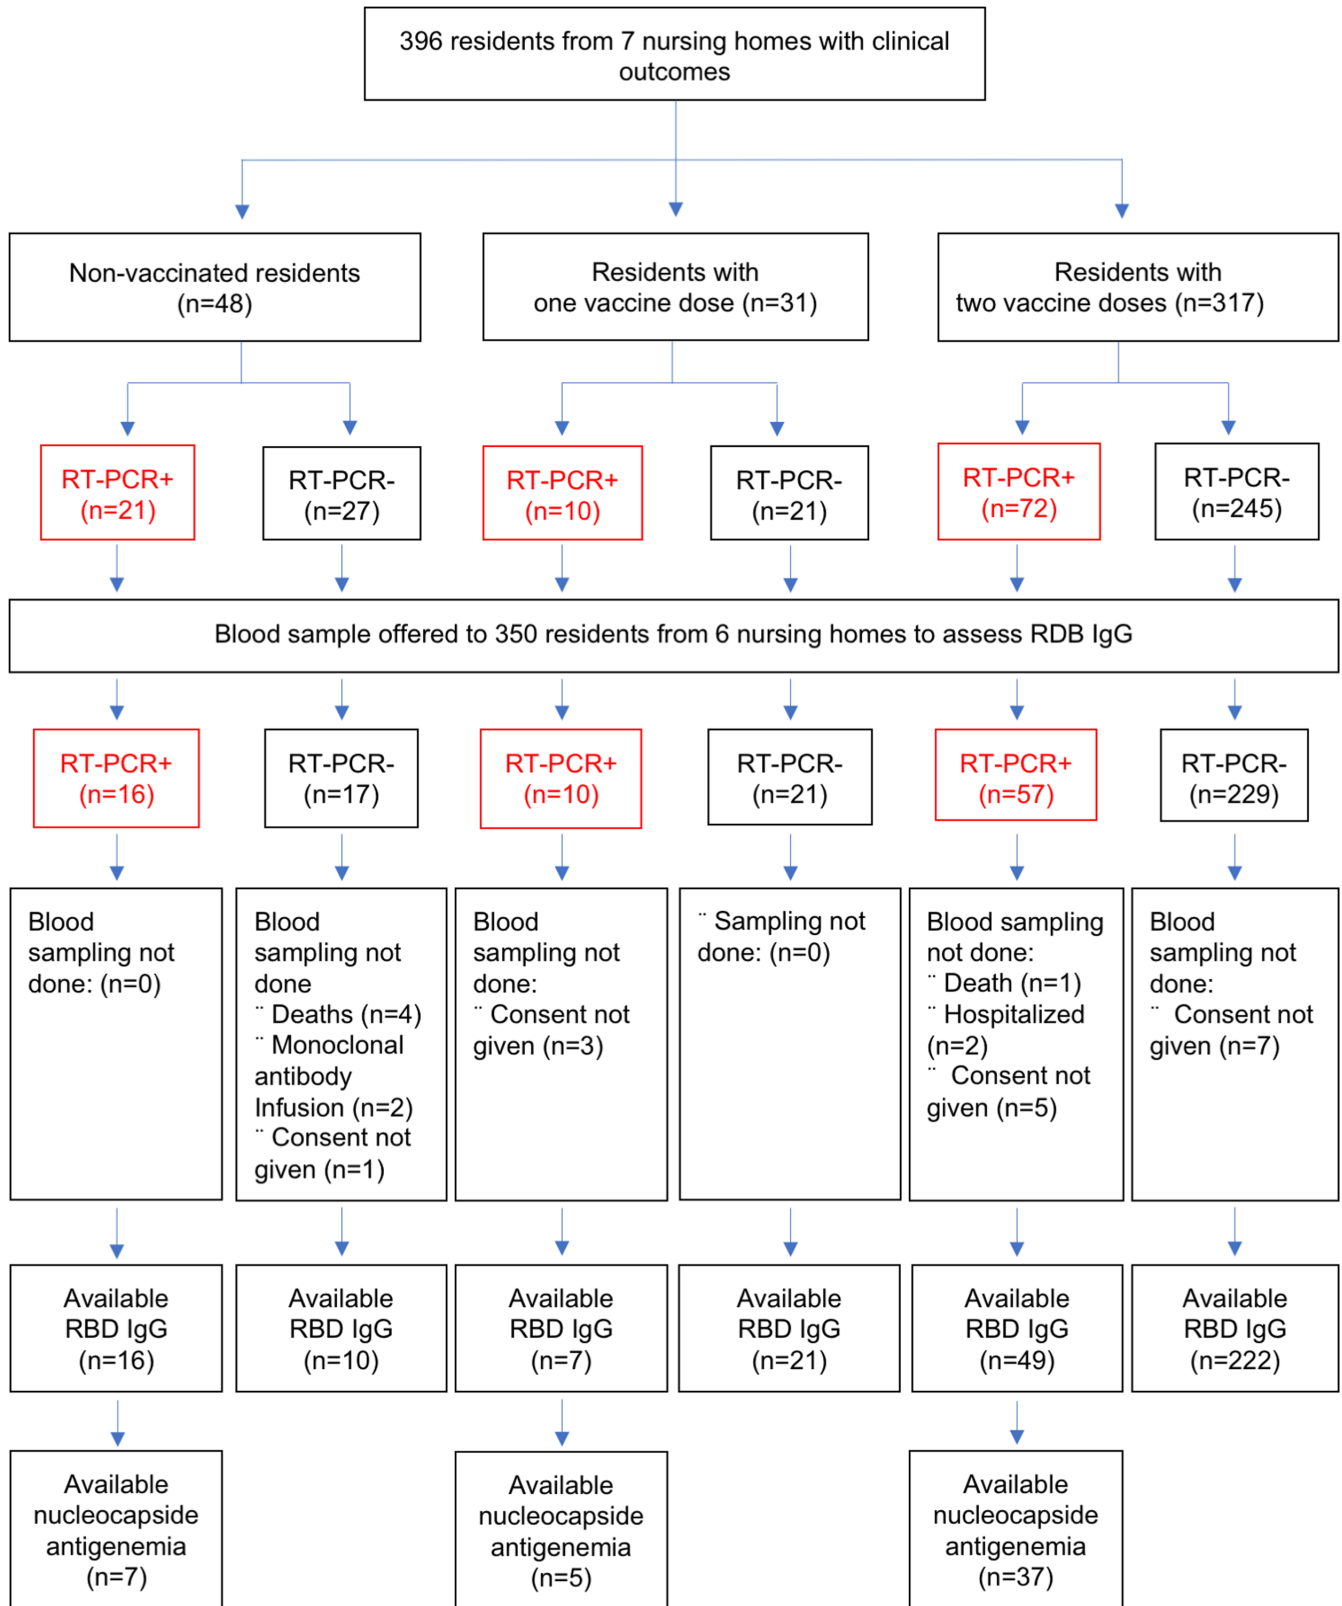 396 residents from 7 nursing homes with clinical
outcomes
Non-vaccinated residents
(n=48)
Residents with
one vaccine dose (n=31)
Residents with
two vaccine doses (n=317)
RT-PCR+
(n=21)
RT-PCR-
(n=27)
RT-PCR+
(n=10)
RT-PCR-
(n=21)
RT-PCR+
(n=72)
RT-PCR-
(n=245)
Blood sample offered to 350 residents from 6 nursing homes to assess RDB IgG
RT-PCR+
(n=16)
RT-PCR-
(n=17)
RT-PCR+
(n=10)
RT-PCR-
(n=21)
RT-PCR+
(n=57)
RT-PCR-
(n=229)
Blood
sampling not
done: (n=0)
Blood
sampling not
done
¨ Deaths (n=4)
¨ Monoclonal
antibody
Infusion (n=2)
¨ Consent not
given (n=1)
Blood
sampling not
done:
¨ Consent not
given (n=3)
¨ Sampling not
done: (n=0)
Blood sampling
not done:
¨ Death (n=1)
¨ Hospitalized
(n=2)
¨ Consent not
given (n=5)
Blood
sampling not
done:
¨ Consent not
given (n=7)
Available
RBD IgG
(n=16)
Available
RBD IgG
(n=10)
Available
RBD IgG
(n=7)
Available
RBD IgG
(n=21)
Available
RBD IgG
(n=49)
Available
RBD IgG
(n=222)
Available
nucleocapside
antigenemia
(n=7)
Available
nucleocapside
antigenemia
(n=5)
Available
nucleocapside
antigenemia
(n=37)